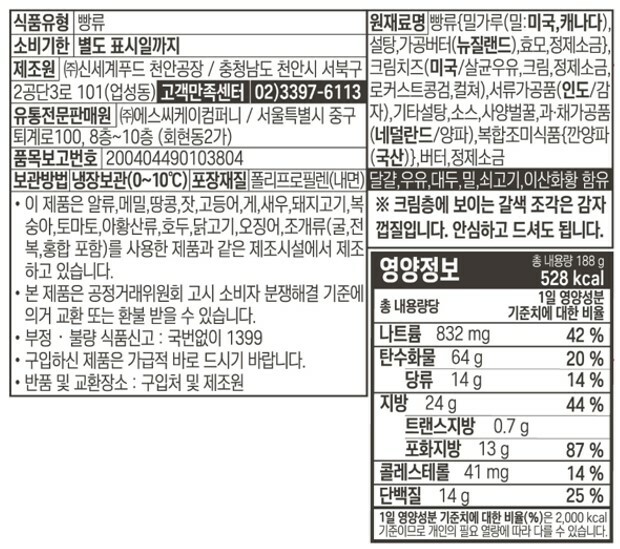 식품유형 빵류
소비기한 별도 표시일까지
제조원 ㈜신세계푸드 천안공장 / 충청남도 천안시 서북구
2공단3로 101(업성동) 고객만족센터 02)3397-6113
유통전문판매원 ㈜에스씨케이컴퍼니 / 서울특별시 중구
퇴계로100, 8층~10층 (회현동2가)
품목보고번호 200404490103804
보관방법 냉장보관(0~10℃) 포장재질 폴리프로필렌(내면)
• 이 제품은 알류,메밀,땅콩,잣,고등어,게,새우,돼지고기,복
숭아,토마토,아황산류,호두,닭고기,오징어,조개류(굴,전
복,홍합 포함)를 사용한 제품과 같은 제조시설에서 제조
하고 있습니다.
• 본 제품은 공정거래위원회 고시 소비자 분쟁해결 기준에
의거 교환 또는 환불 받을 수 있습니다.
• 부정 · 불량 식품신고 : 국번없이 1399
• 구입하신 제품은 가급적 바로 드시기 바랍니다.
• 반품 및 교환장소 : 구입처 및 제조원
원재료명 빵류{밀가루(밀:미국,캐나다),
설탕,가공버터(뉴질랜드),효모,정제소금},
크림치즈(미국/살균우유,크림,정제소금,
로커스트콩검,컬쳐),서류가공품(인도/감
자),기타설탕,소스,사양벌꿀,과·채가공품
(네덜란드/양파),복합조미식품{깐양파
(국산)},버터,정제소금
달걀,우유,대두,밀,쇠고기,이산화황 함유
※ 크림층에 보이는 갈색 조각은 감자
껍질입니다. 안심하고 드셔도 됩니다.
영양정보 총 내용량 188 g
528 kcal
총 내용량당 1일 영양성분
기준치에 대한 비율
나트륨 832 mg 42 %
탄수화물 64 g 20 %
당류 14 g 14 %
지방 24 g 44 %
트랜스지방 0.7 g
포화지방 13 g 87 %
콜레스테롤 41 mg 14 %
단백질 14 g 25 %
1일 영양성분 기준치에 대한 비율(%)은 2,000 kcal
기준이므로 개인의 필요 열량에 따라 다를 수 있습니다.